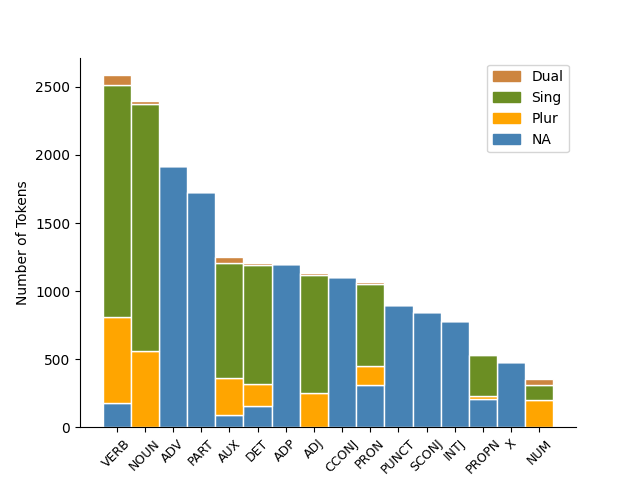 Dual
Sing
Plur
NA
Number of Tokens
2500
2000
1500
1000
500
0
VERB
NOUN
ADV
PART
AUX
DET
ADP
ADJ
CCONJ
PRON
PUNCT
SCONJ
INTJ
PROPN
X
NUM